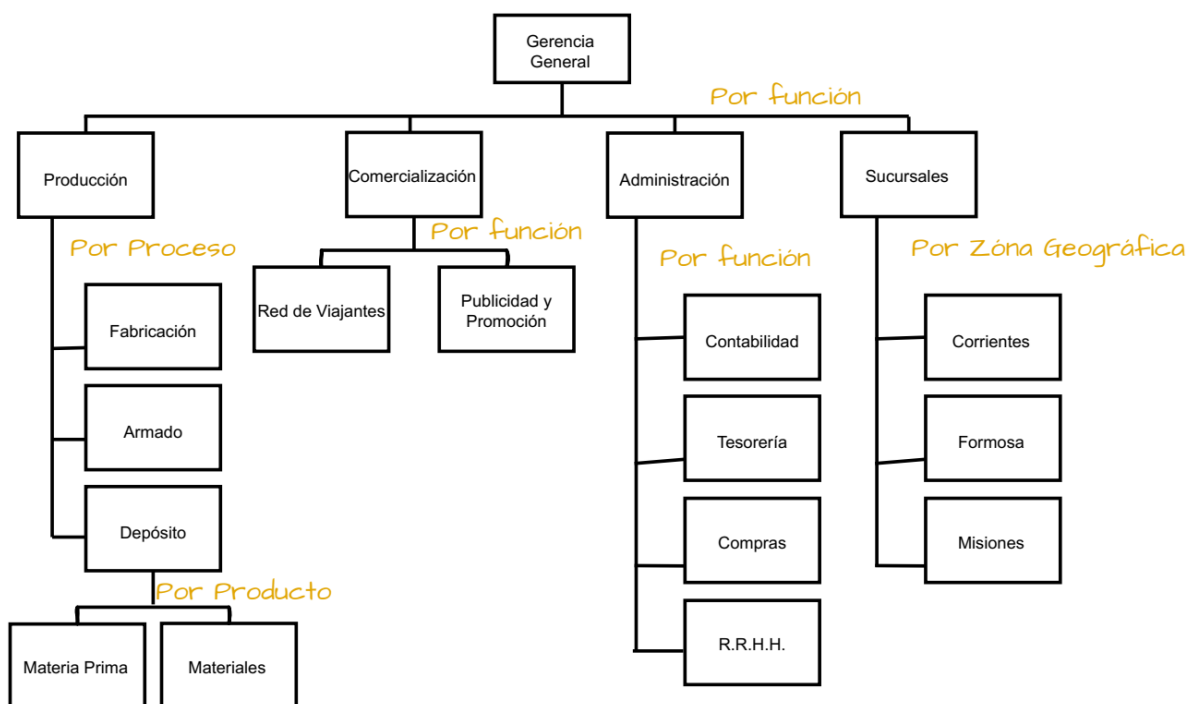 Gerencia
General
Por función
Producción
Comercialización
Administración
Sucursales
Por Proceso
Por función
Por función
Por Zóna Geográfica
Fabricación
Red de Viajantes
Publicidad y
Promoción
Contabilidad
Corrientes
Armado
Tesorería
Formosa
Depósito
Compras
Misiones
Por Producto
Materia Prima
Materiales
R.R.H.H.